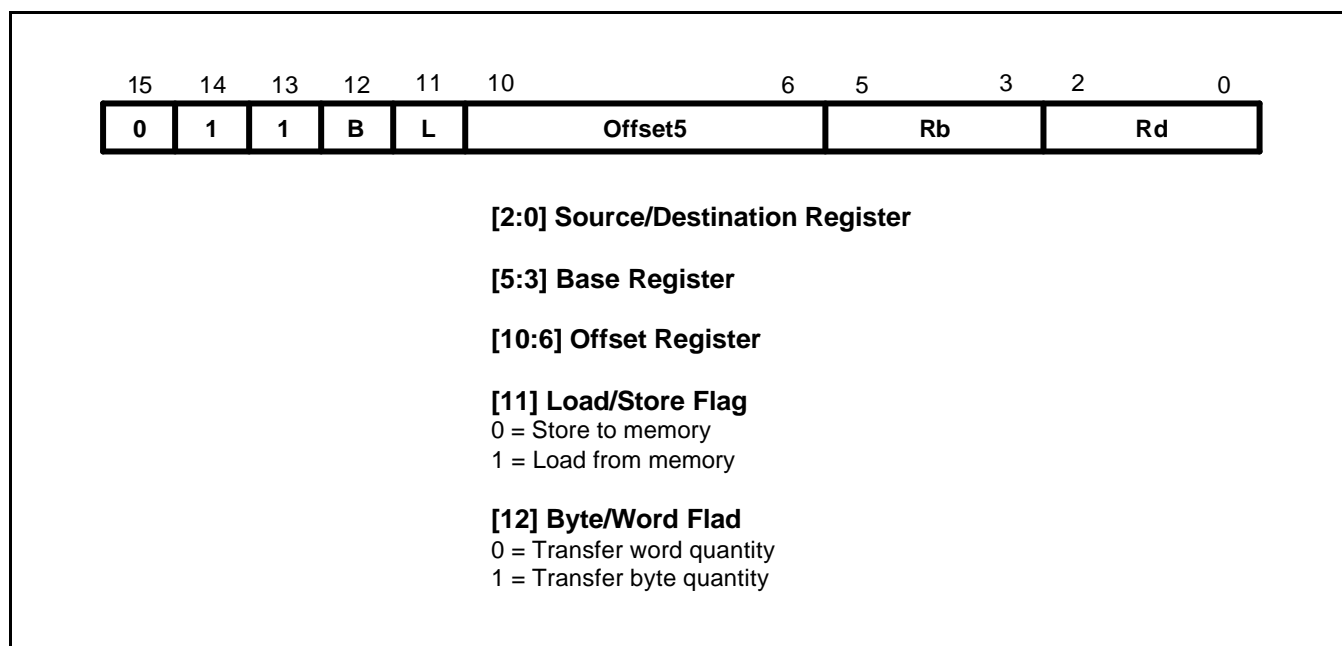 15 14 13 12 11 10 6 5 3 2 0
0 1 1 B L Offset5 Rb Rd
[2:0] Source/Destination Register
[5:3] Base Register
[10:6] Offset Register
[11] Load/Store Flag
0 = Store to memory
1 = Load from memory
[12] Byte/Word Flad
0 = Transfer word quantity
1 = Transfer byte quantity